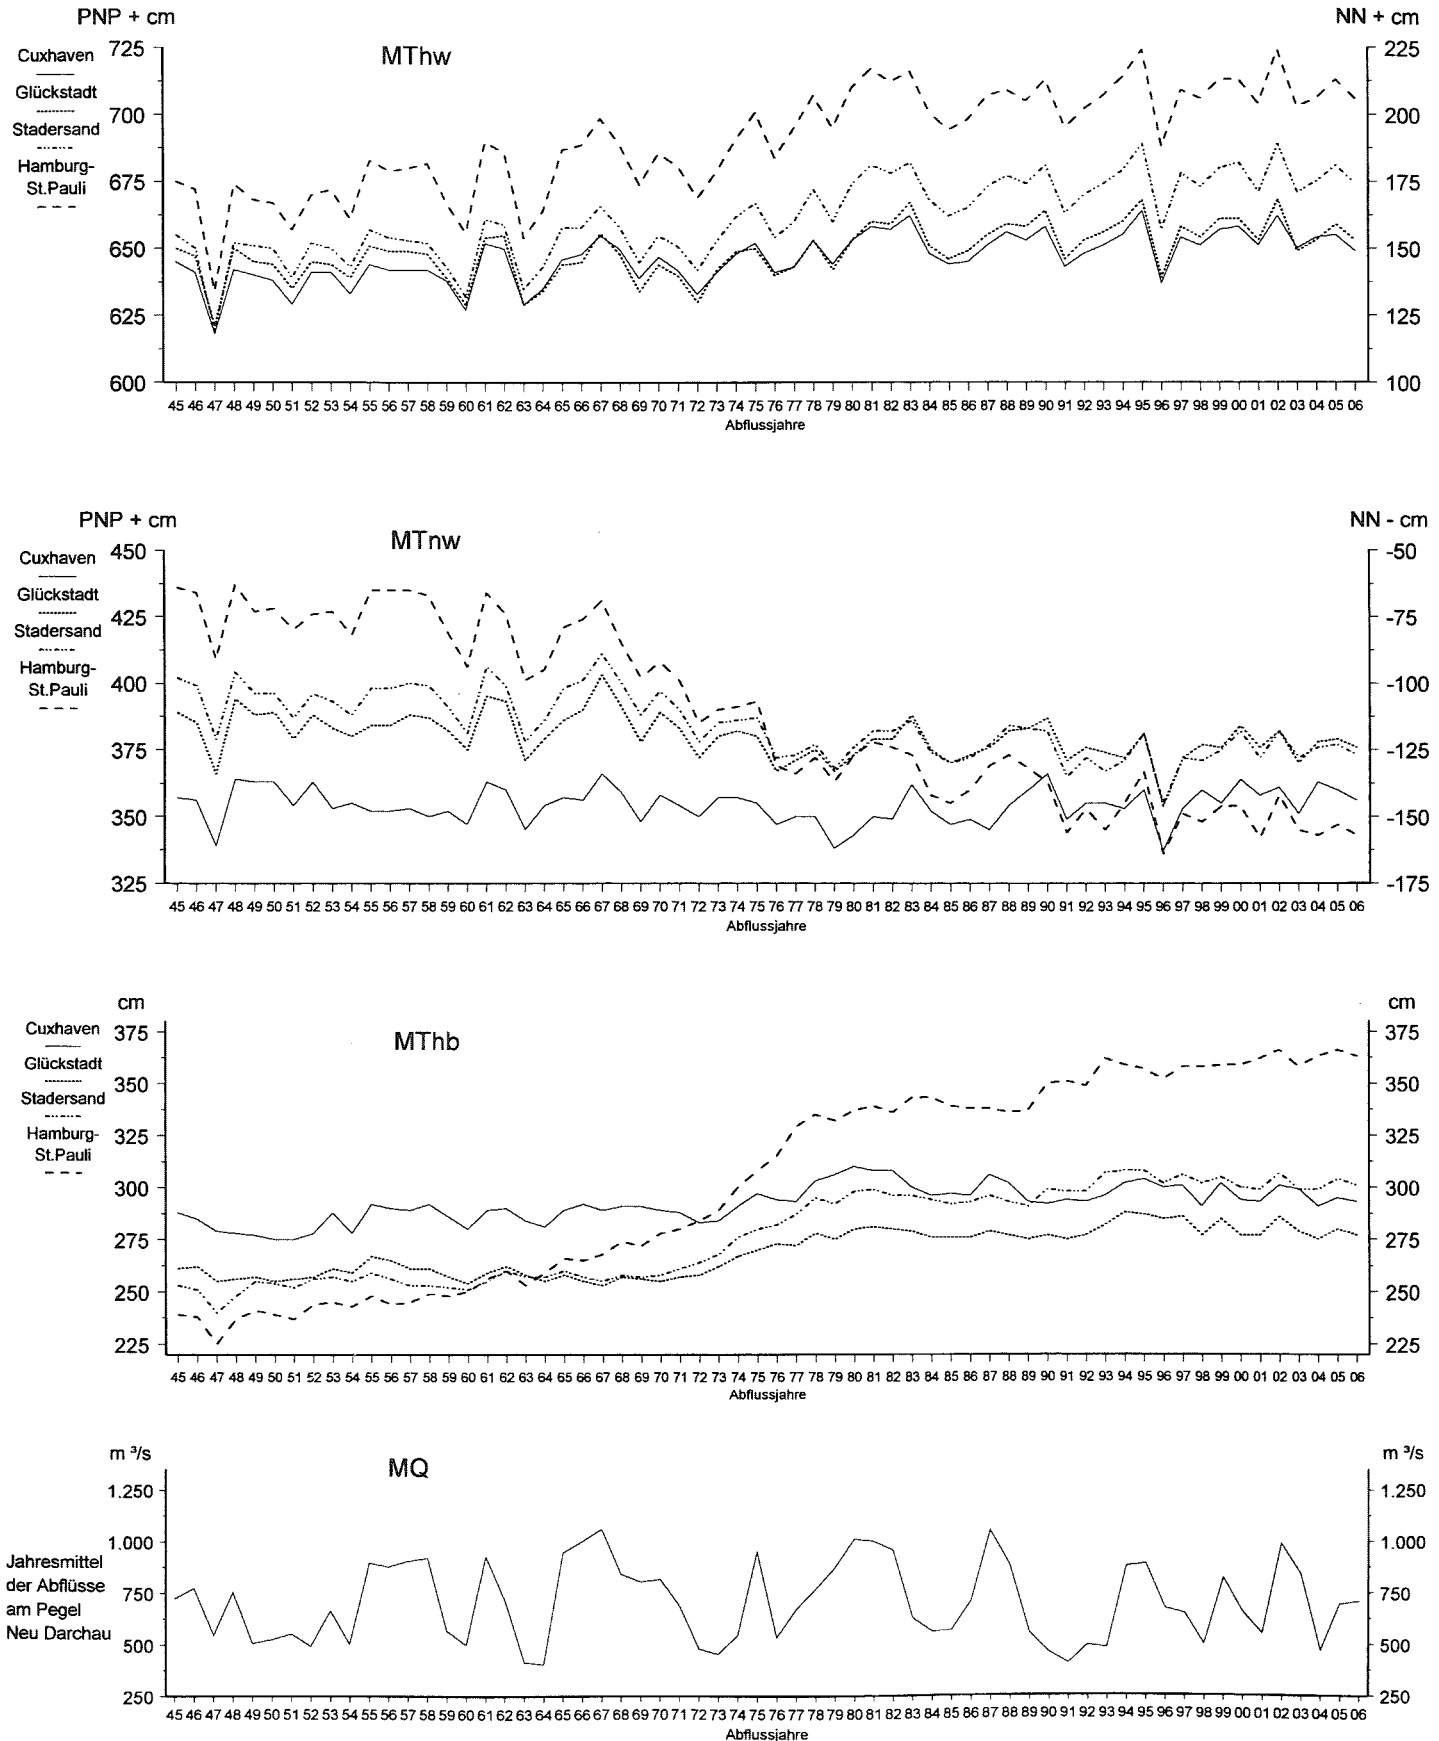 PNP + cm
NN + cm
MThw
Cuxhaven
Glückstadt
Stadersand
Hamburg-
St.Pauli
725
700
675
650
625
600
225
200
175
150
125
100
45 46 47 48 49 50 51 52 53 54 55 56 57 58 59 60 61 62 63 64 65 66 67 68 69 70 71 72 73 74 75 76 77 78 79 80 81 82 83 84 85 86 87 88 89 90 91 92 93 94 95 96 97 98 99 00 01 02 03 04 05 06
Abflussjahre
PNP + cm
NN - cm
MTnw
Cuxhaven
Glückstadt
Stadersand
Hamburg-
St.Pauli
450
425
400
375
350
325
-50
-75
-100
-125
-150
-175
45 46 47 48 49 50 51 52 53 54 55 56 57 58 59 60 61 62 63 64 65 66 67 68 69 70 71 72 73 74 75 76 77 78 79 80 81 82 83 84 85 86 87 88 89 90 91 92 93 94 95 96 97 98 99 00 01 02 03 04 05 06
Abflussjahre
cm
cm
MThb
Cuxhaven
Glückstadt
Stadersand
Hamburg-
St.Pauli
375
350
325
300
275
250
225
375
350
325
300
275
250
225
45 46 47 48 49 50 51 52 53 54 55 56 57 58 59 60 61 62 63 64 65 66 67 68 69 70 71 72 73 74 75 76 77 78 79 80 81 82 83 84 85 86 87 88 89 90 91 92 93 94 95 96 97 98 99 00 01 02 03 04 05 06
Abflussjahre
m ³/s
m ³/s
MQ
Jahresmittel
der Abflüsse
am Pegel
Neu Darchau
1.250
1.000
750
500
250
1.250
1.000
750
500
250
45 46 47 48 49 50 51 52 53 54 55 56 57 58 59 60 61 62 63 64 65 66 67 68 69 70 71 72 73 74 75 76 77 78 79 80 81 82 83 84 85 86 87 88 89 90 91 92 93 94 95 96 97 98 99 00 01 02 03 04 05 06
Abflussjahre